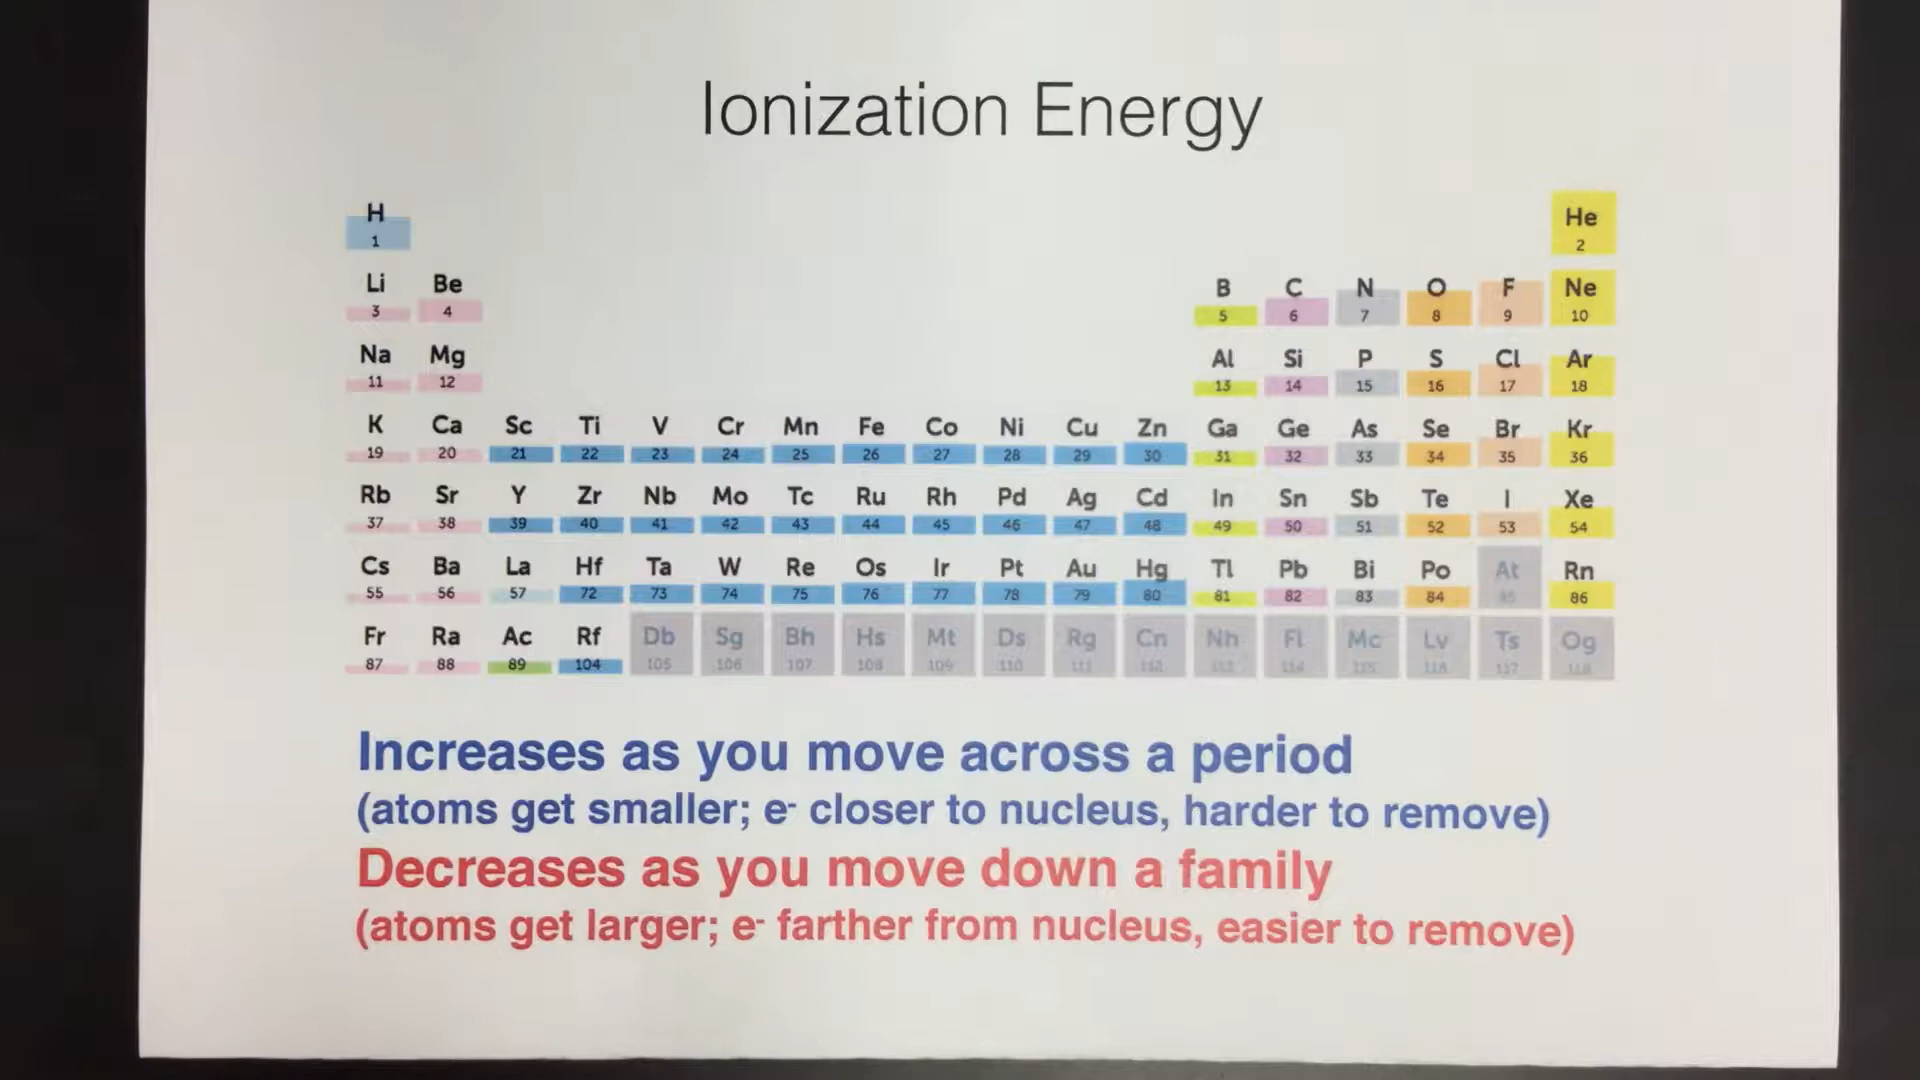 Ionization Energy
H He
1 2
Li Be B C N O F Ne
3 4 5 6 7 8 9 10
Na Mg Al Si P S Cl Ar
11 12 13 14 15 16 17 18
K Ca Sc Ti V Cr Mn Fe Co Ni Cu Zn Ga Ge As Se Br Kr
19 20 21 22 23 24 25 26 27 28 29 30 31 32 33 34 35 36
Rb Sr Y Zr Nb Mo Tc Ru Rh Pd Ag Cd In Sn Sb Te I Xe
37 38 39 40 41 42 43 44 45 46 47 48 49 50 51 52 53 54
Cs Ba La Hf Ta W Re Os Ir Pt Au Hg Tl Pb Bi Po At Rn
55 56 57 72 73 74 75 76 77 78 79 80 81 82 83 84 86
Fr Ra Ac Rf Db Sg Bh Hs Mt Ds Rg Cn Nh Fl Mc Lv Ts Og
87 88 89 104 105 106 107 108 109 110 112 117
Increases as you move across a period
(atoms get smaller; e- closer to nucleus, harder to remove)
Decreases as you move down a family
(atoms get larger; e- farther from nucleus, easier to remove)